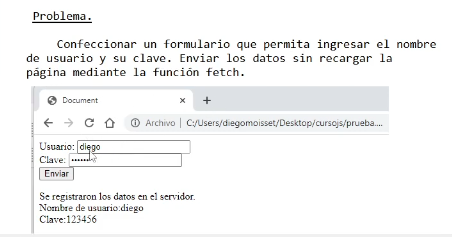 Problema.
Confeccionar un formulario que permita ingresar el nombre
de usuario y su clave. Enviar los datos sin recargar la
página mediante la función fetch.
Document × +
Archivo | C:/Users/diegomoisset/Desktop/cursojs/prueba....
Usuario: diego
Clave: •••••••
Enviar
Se registraron los datos en el servidor.
Nombre de usuario:diego
Clave:123456